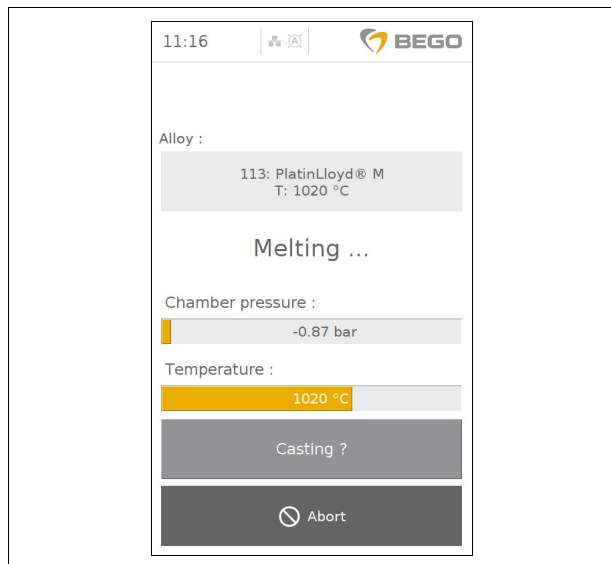 11:16
A
BEGO
Alloy :
113: PlatinLloyd® M
T: 1020 °C
Melting ...
Chamber pressure :
-0.87 bar
Temperature :
1020 °C
Casting ?
Abort